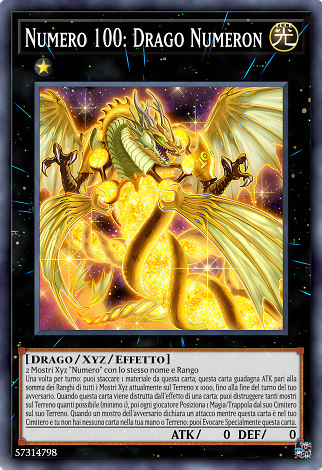 Numero 100: Drago Numeron
光
[Drago/Xyz/Effetto]
2 Mostri Xyz "Numero" con lo stesso nome e Rango
Una volta per turno: puoi staccare 1 materiale da questa carta; questa carta guadagna ATK pari alla
somma dei Ranghi di tutti i Mostri Xyz attualmente sul Terreno x 1000, fino alla fine del turno del tuo
avversario. Quando questa carta viene distrutta dall'effetto di una carta: puoi distruggere tanti mostri
sul Terreno quanti possibile (minimo 1), poi ogni giocatore Posiziona 1 Magia/Trappola dal suo Cimitero
sul suo Terreno. Quando un mostro dell'avversario dichiara un attacco mentre questa carta è nel tuo
Cimitero e tu non hai nessuna carta nella tua mano o Terreno: puoi Evocare Specialmente questa carta.
ATK/ 0 DEF/ 0
57314798